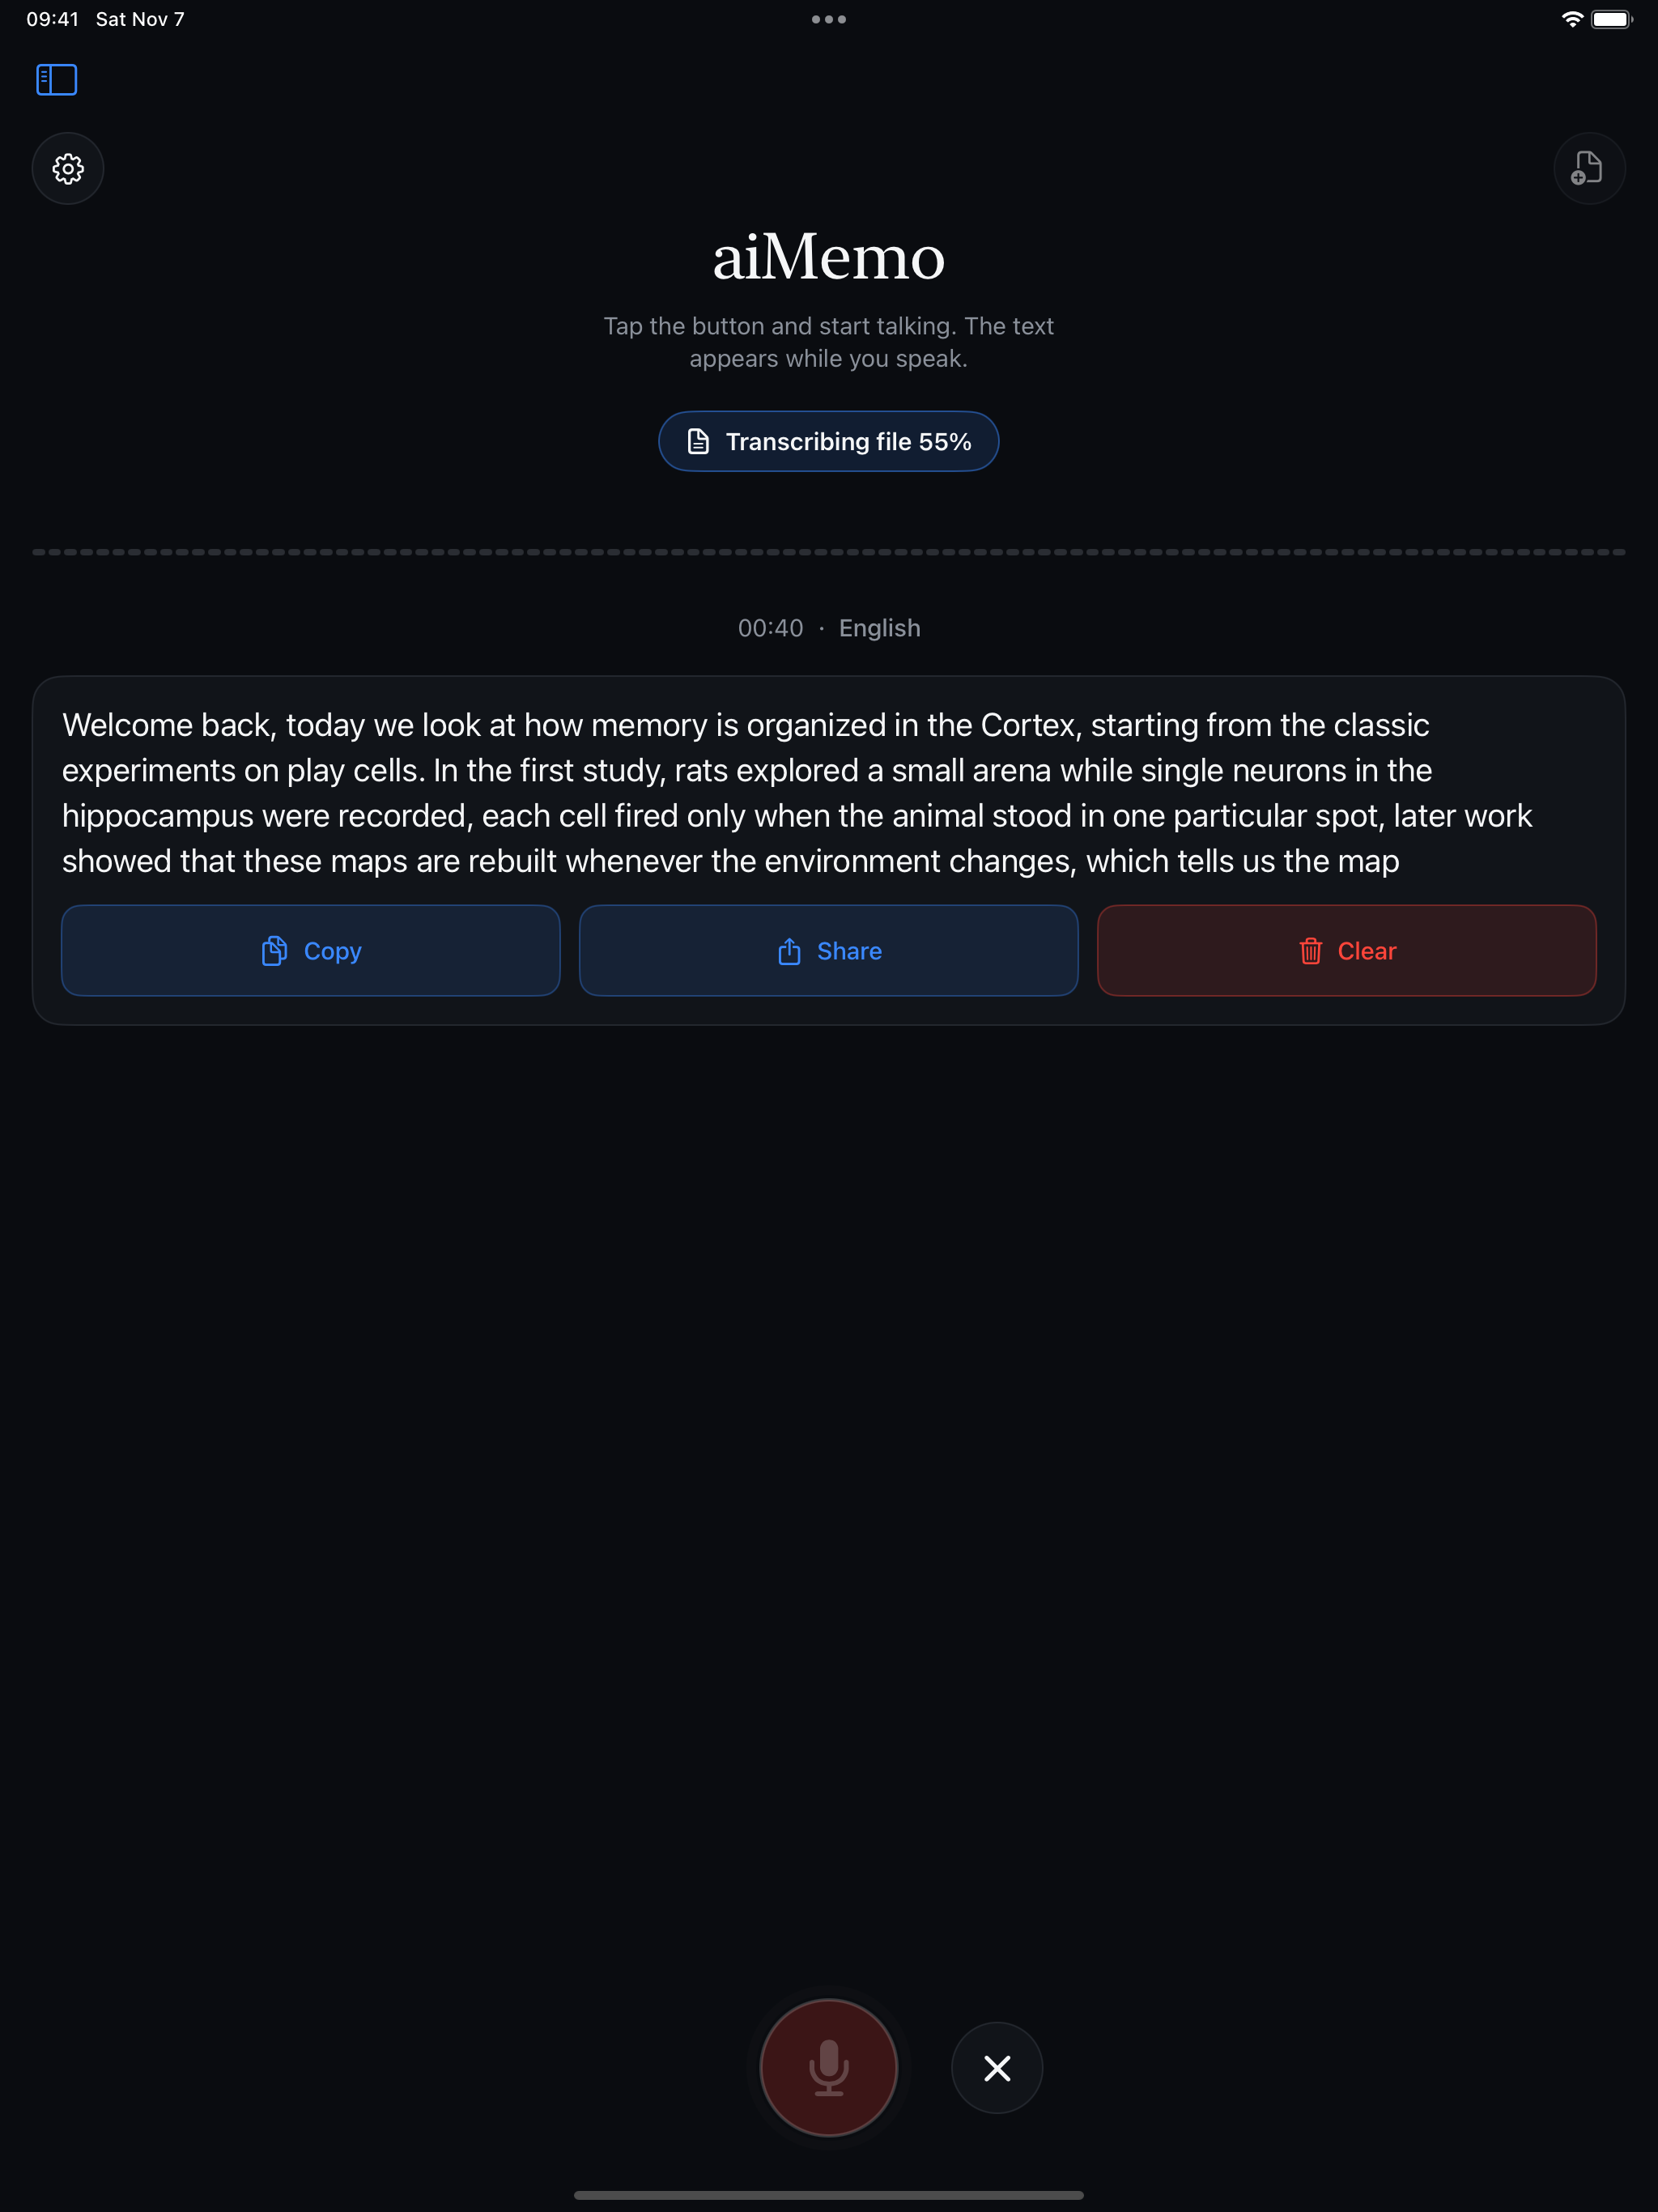 09:41 Sat Nov 7
aiMemo
Tap the button and start talking. The text
appears while you speak.
Transcribing file 55%
00:40 · English
Welcome back, today we look at how memory is organized in the Cortex, starting from the classic
experiments on play cells. In the first study, rats explored a small arena while single neurons in the
hippocampus were recorded, each cell fired only when the animal stood in one particular spot, later work
showed that these maps are rebuilt whenever the environment changes, which tells us the map
Copy
Share
Clear